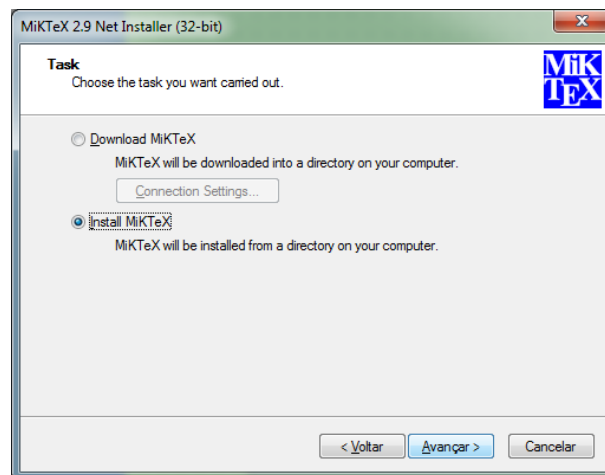 MiKTeX 2.9 Net Installer (32-bit)
Task
Choose the task you want carried out.
MiK
TEX
Download MiKTeX
MiKTeX will be downloaded into a directory on your computer.
Connection Settings...
Install MiKTeX
MiKTeX will be installed from a directory on your computer.
< Voltar
Avançar >
Cancelar